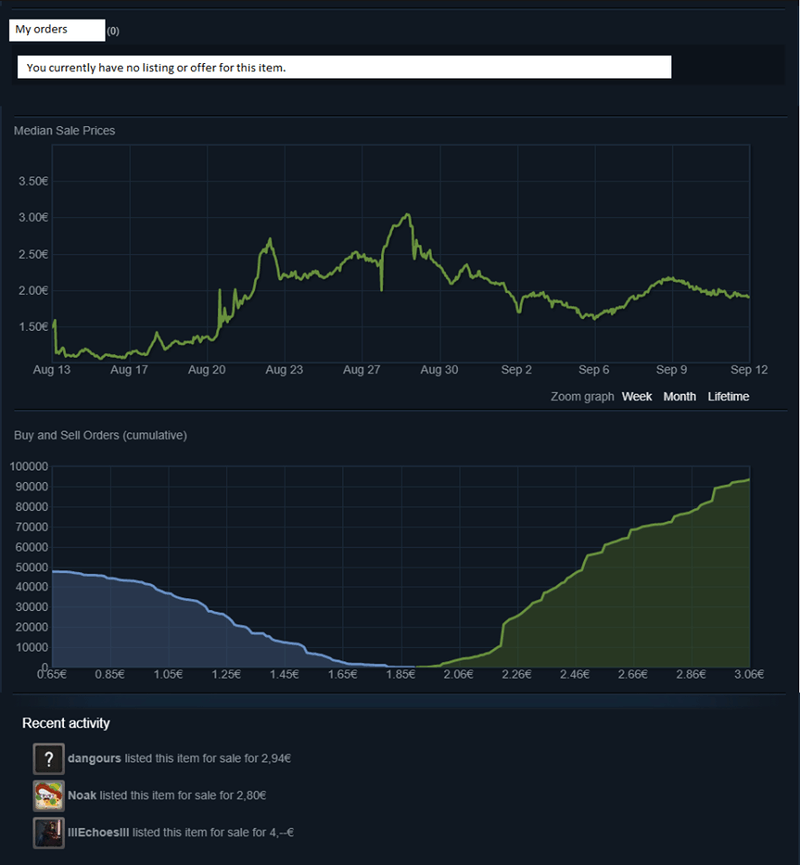 My orders (0)
You currently have no listing or offer for this item.
Median Sale Prices
3.50€
3.00€
2.50€
2.00€
1.50€
Aug 13 Aug 17 Aug 20 Aug 23 Aug 27 Aug 30 Sep 2 Sep 6 Sep 9 Sep 12
Zoom graph Week Month Lifetime
Buy and Sell Orders (cumulative)
100000
90000
80000
70000
60000
50000
40000
30000
20000
10000
0
0.65€ 0.85€ 1.05€ 1.25€ 1.45€ 1.65€ 1.85€ 2.06€ 2.26€ 2.46€ 2.66€ 2.86€ 3.06€
Recent activity
? dangours listed this item for sale for 2,94€
Noak listed this item for sale for 2,80€
lllEchoeslll listed this item for sale for 4,--€